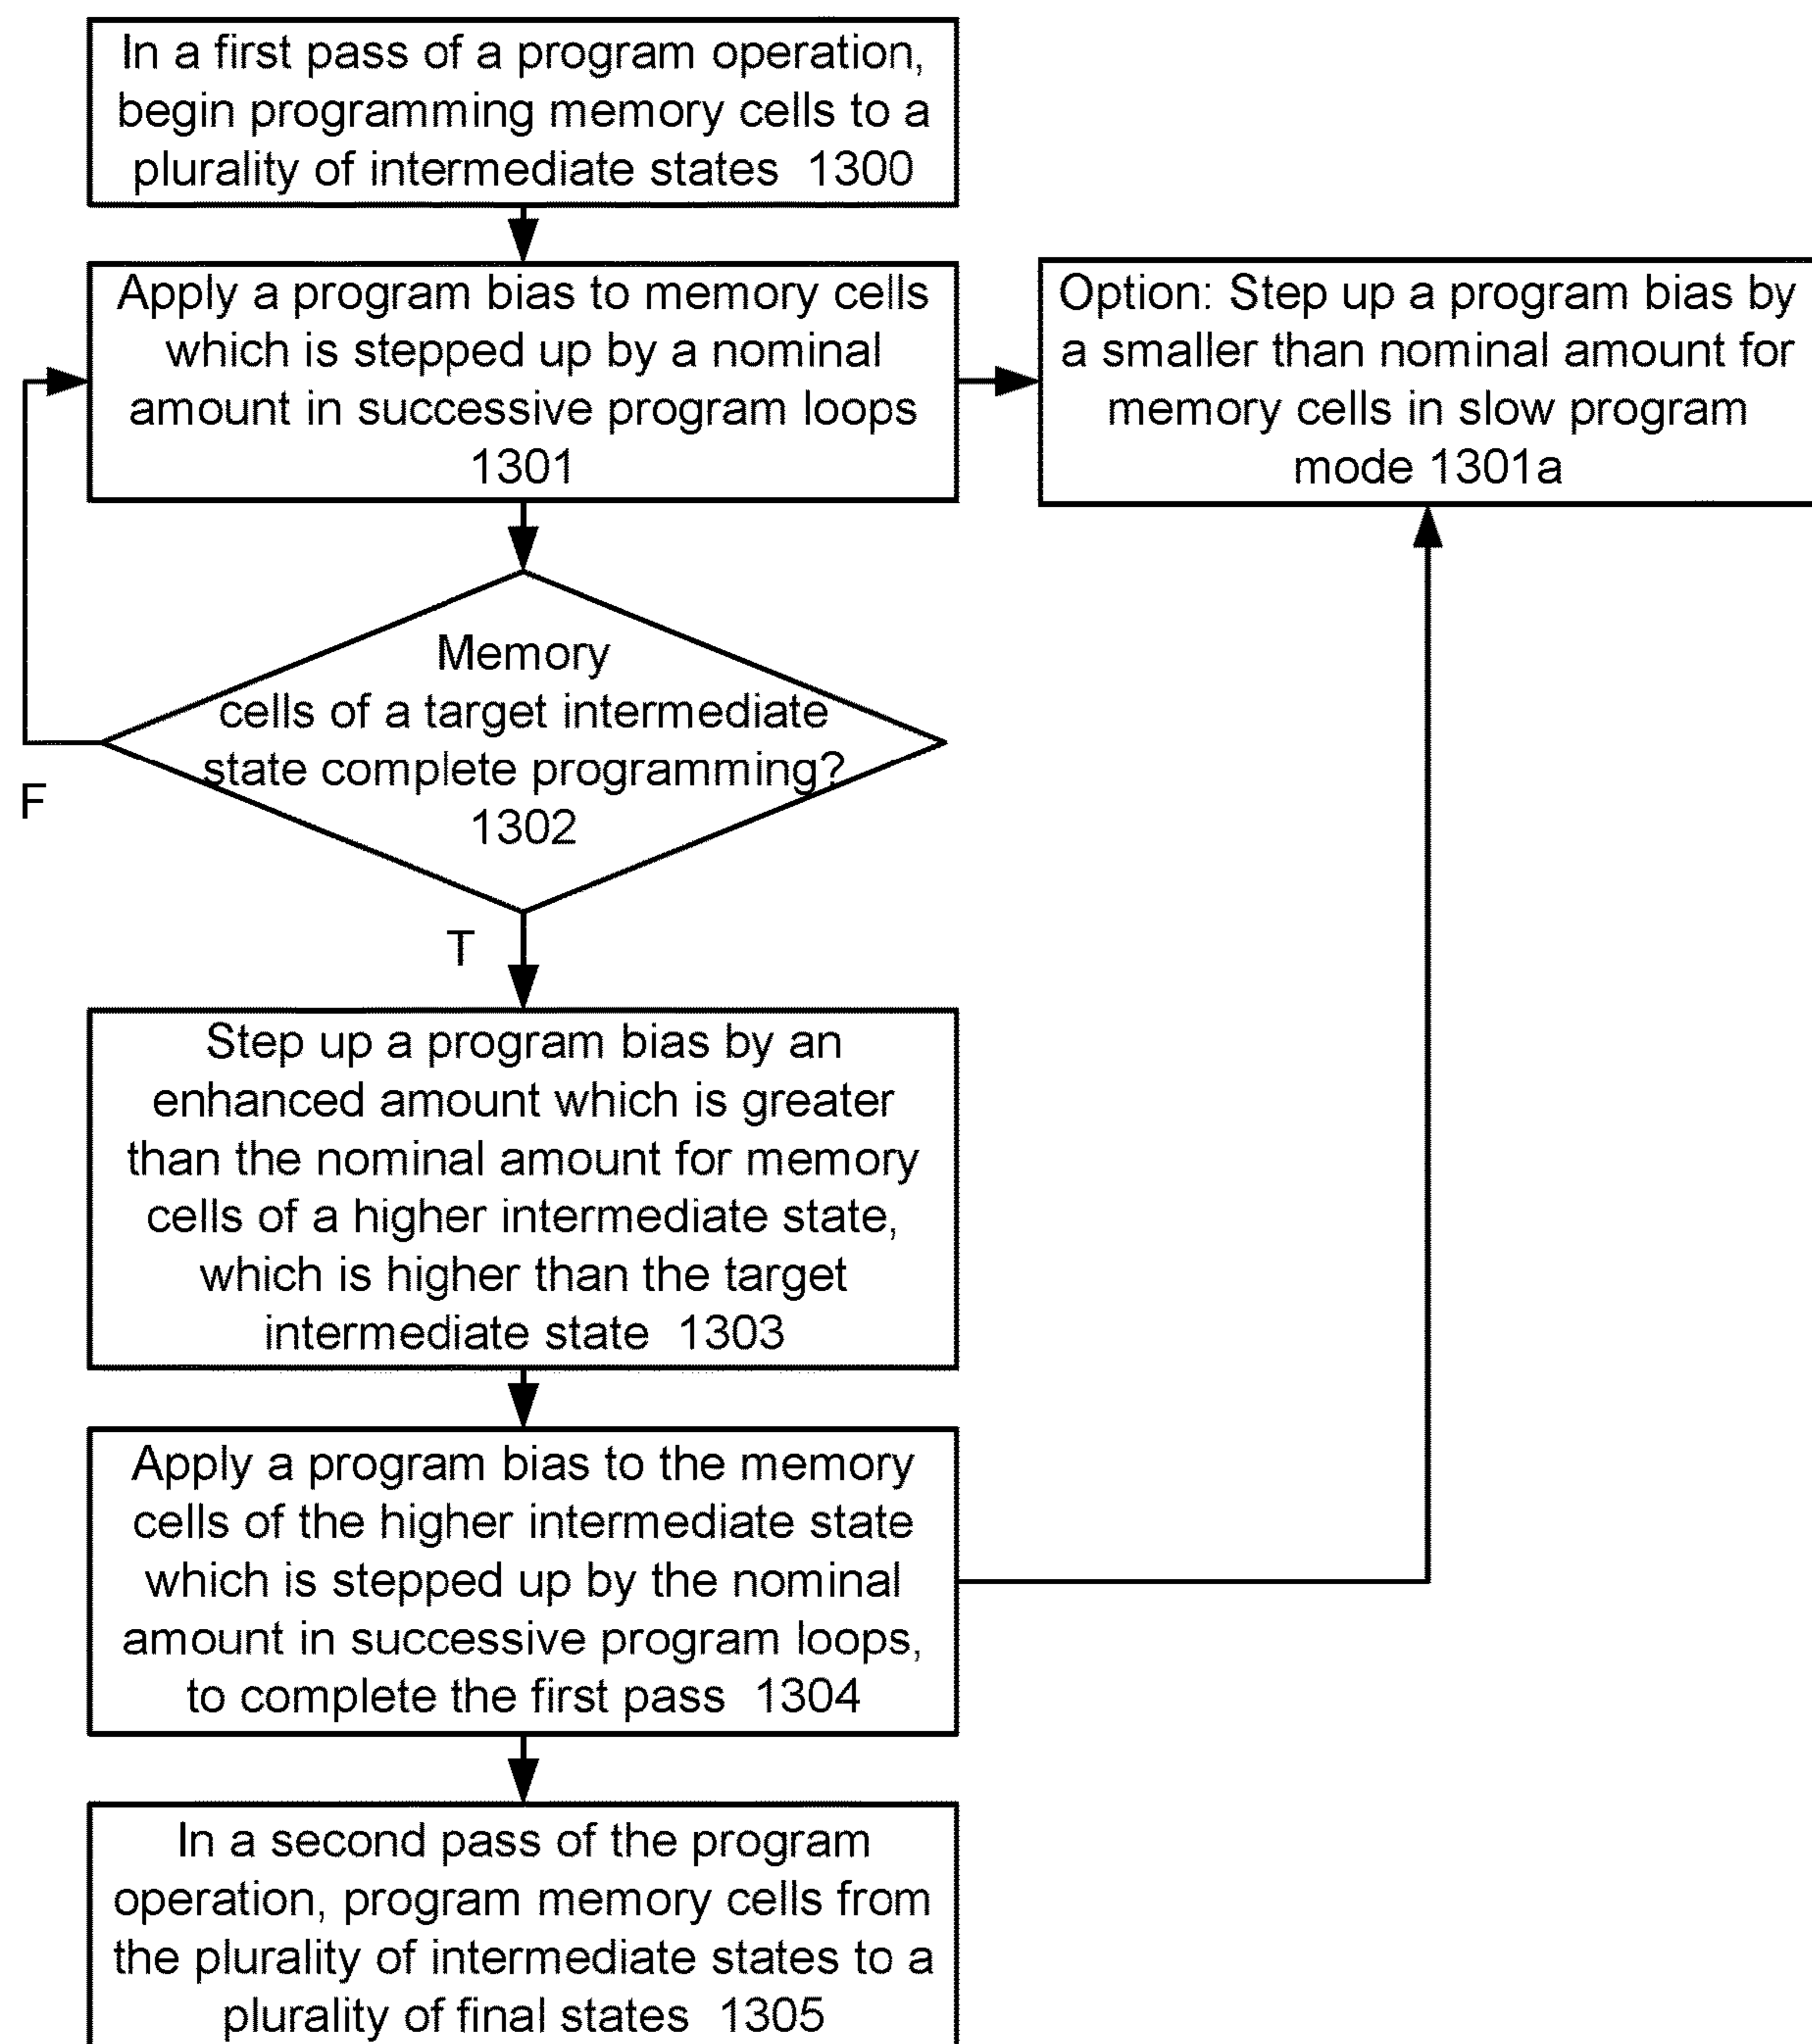 In a first pass of a program operation,
begin programming memory cells to a
plurality of intermediate states 1300
Apply a program bias to memory cells
which is stepped up by a nominal
amount in successive program loops
1301
Option: Step up a program bias by
a smaller than nominal amount for
memory cells in slow program
mode 1301a
Memory
cells of a target intermediate
state complete programming?
1302
F
T
Step up a program bias by an
enhanced amount which is greater
than the nominal amount for memory
cells of a higher intermediate state,
which is higher than the target
intermediate state 1303
Apply a program bias to the memory
cells of the higher intermediate state
which is stepped up by the nominal
amount in successive program loops,
to complete the first pass 1304
In a second pass of the program
operation, program memory cells from
the plurality of intermediate states to a
plurality of final states 1305